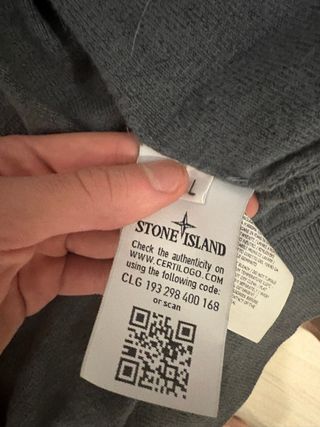 L
STONE ISLAND
Check the authenticity on
WWW.CERTILOGO.COM
using the following code:
CLG 193 298 400 168
or scan